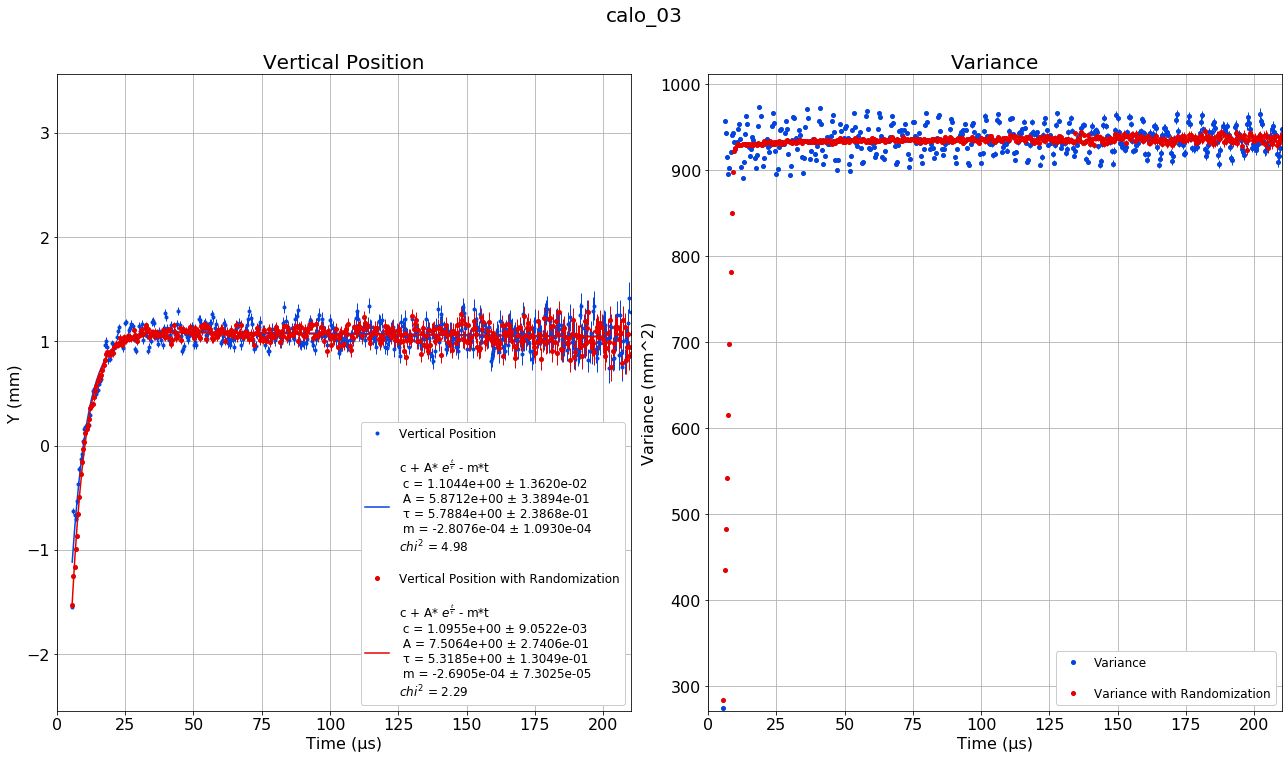 calo_03
Vertical Position
Variance
Y (mm)
3
2
1
0
−1
−2
0
25
50
75
100
125
150
175
200
Time (μs)
Vertical Position
c + A* e^{t/τ} - m*t
c = 1.1044e+00 ± 1.3620e-02
A = 5.8712e+00 ± 3.3894e-01
τ = 5.7884e+00 ± 2.3868e-01
m = -2.8076e-04 ± 1.0930e-04
chi² = 4.98
Vertical Position with Randomization
c + A* e^{t/τ} - m*t
c = 1.0955e+00 ± 9.0522e-03
A = 7.5064e+00 ± 2.7406e-01
τ = 5.3185e+00 ± 1.3049e-01
m = -2.6905e-04 ± 7.3025e-05
chi² = 2.29
Variance (mm^2)
1000
900
800
700
600
500
400
300
0
25
50
75
100
125
150
175
200
Time (μs)
Variance
Variance with Randomization